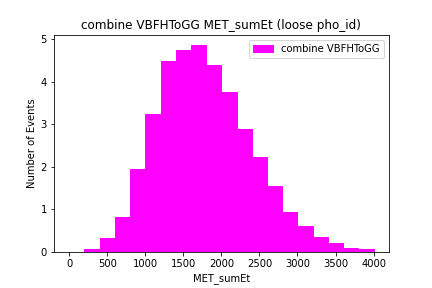 combine VBFHToGG MET_sumEt (loose pho_id)
combine VBFHToGG
Number of Events
5
4
3
2
1
0
0 500 1000 1500 2000 2500 3000 3500 4000
MET_sumEt